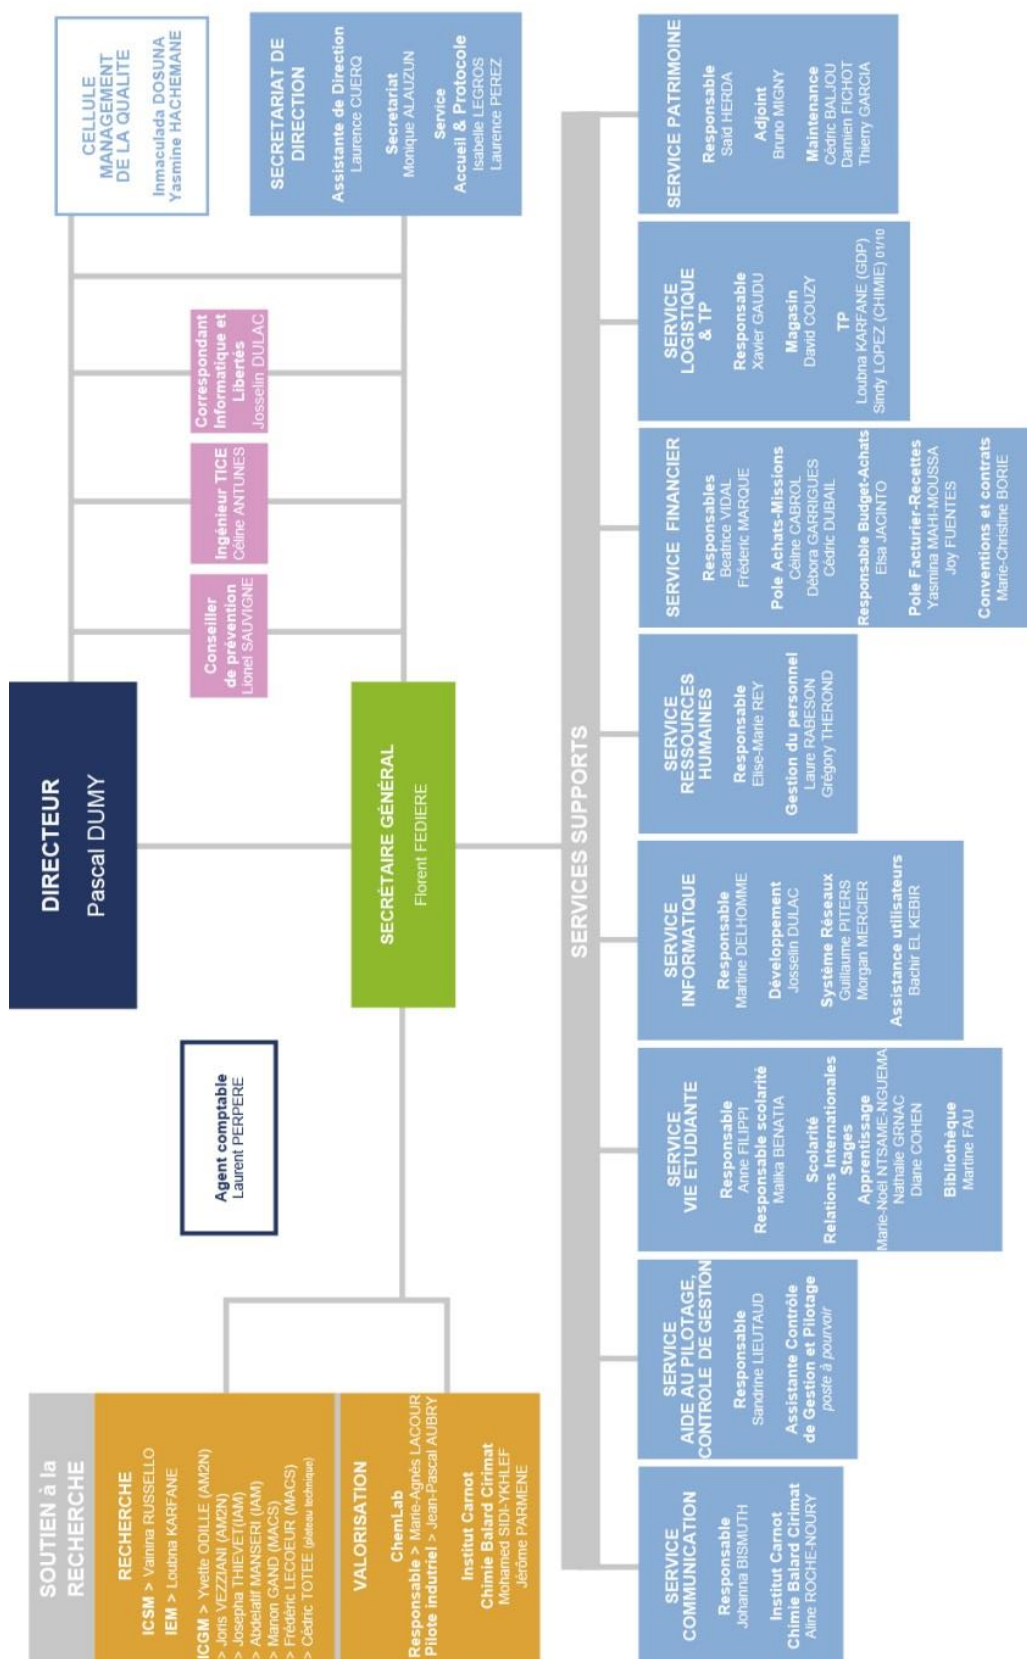 SOUTIEN à la
RECHERCHE
RECHERCHE
ICSM > Vainina RUSSELLO
IEM > Loubna KARFANE
ICGM > Yvette ODILLE (AM2N)
> Joris VEZZIANI (AM2N)
> Josepha THIEVET(IAM)
> Abdelatif MANSERI (IAM)
> Manon GAND (MACS)
> Frédéric LECOEUR (MACS)
> Cédric TOTEE (plateau technique)
VALORISATION
ChemLab
Responsable > Marie-Agnès LACOUR
Pilote indutriel > Jean-Pascal AUBRY
Institut Carnot
Chimie Balard Cirimat
Mohamed SIDI-YKHLEF
Jérôme PARMENE
Agent comptable
Laurent PERPERE
DIRECTEUR
Pascal DUMY
SECRÉTAIRE GÉNÉRAL
Florent FEDIERE
Conseiller
de prévention
Lionel SAUVIGNE
Ingénieur TICE
Céline ANTUNES
Correspondant
Informatique et
Libertés
Josselin DULAC
CELLULE
MANAGEMENT
DE LA QUALITE
Inmaculada DOSUNA
Yasmine HACHEMANE
SECRETARIAT DE
DIRECTION
Assistante de Direction
Laurence CUERQ
Secrétariat
Monique ALAUZUN
Service
Accueil & Protocole
Isabelle LEGROS
Laurence PEREZ
SERVICES SUPPORTS
SERVICE
COMMUNICATION
Responsable
Johanna BISMUTH
Institut Carnot
Chimie Balard Cirimat
Aline ROCHE-NOURY
SERVICE
AIDE AU PILOTAGE,
CONTROLE DE GESTION
Responsable
Sandrine LIEUTAUD
Assistante Contrôle
de Gestion et Pilotage
poste à pourvoir
SERVICE
VIE ETUDIANTE
Responsable
Anne FILIPPI
Responsable scolarité
Malika BENATIA
Scolarité
Relations Internationales
Stages
Apprentissage
Marie-Noël NTSAME-NGUEMA
Nathalie GRNAC
Diane COHEN
Bibliothèque
Martine FAU
SERVICE
INFORMATIQUE
Responsable
Martine DELHOMME
Développement
Josselin DULAC
Système Réseaux
Guillaume PITERS
Morgan MERCIER
Assistance utilisateurs
Bachir EL KEBIR
SERVICE
RESSOURCES
HUMAINES
Responsable
Elise-Marie REY
Gestion du personnel
Laure RABESON
Grégory THEROND
SERVICE FINANCIER
Responsables
Béatrice VIDAL
Fréderic MARQUE
Pole Achats-Missions
Céilne CABROL
Débora GARRIGUES
Cédric DUBAIL
Responsable Budget-Achats
Elsa JACINTO
Pole Facturier-Recettes
Yasmina MAHI-MOUSSA
Joy FUENTES
Conventions et contrats
Marie-Christine BORIE
SERVICE
LOGISTIQUE
& TP
Responsable
Xavier GAUDU
Magasin
David COUZY
TP
Loubna KARFANE (GDP)
Sindy LOPEZ (CHIMIE) 01/10
SERVICE PATRIMOINE
Responsable
Said HERDA
Adjoint
Bruno MIGNY
Maintenance
Cédric BALJOU
Damien FICHOT
Thierry GARCIA